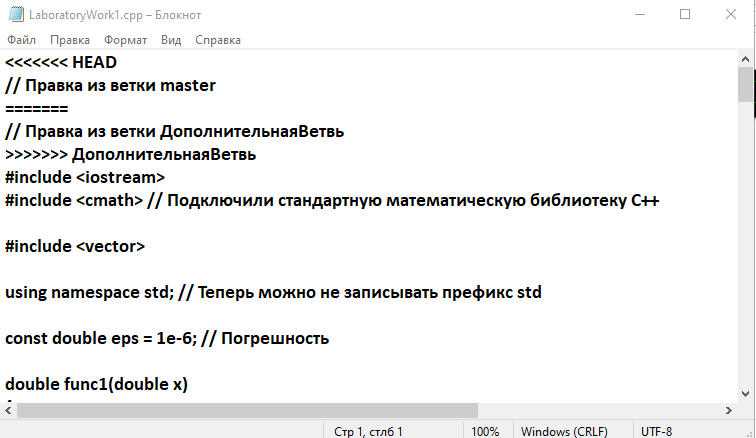 LaboratoryWork1.cpp – Блокнот
Файл Правка Формат Вид Справка
<<<<<<< HEAD
// Правка из ветки master
=======
// Правка из ветки ДополнительнаяВетвь
>>>>>>> ДополнительнаяВетвь
#include <iostream>
#include <cmath> // Подключили стандартную математическую библиотеку C++
#include <vector>
using namespace std; // Теперь можно не записывать префикс std
const double eps = 1e-6; // Погрешность
double func1(double x)
Стр 1, стлб 1 100% Windows (CRLF) UTF-8